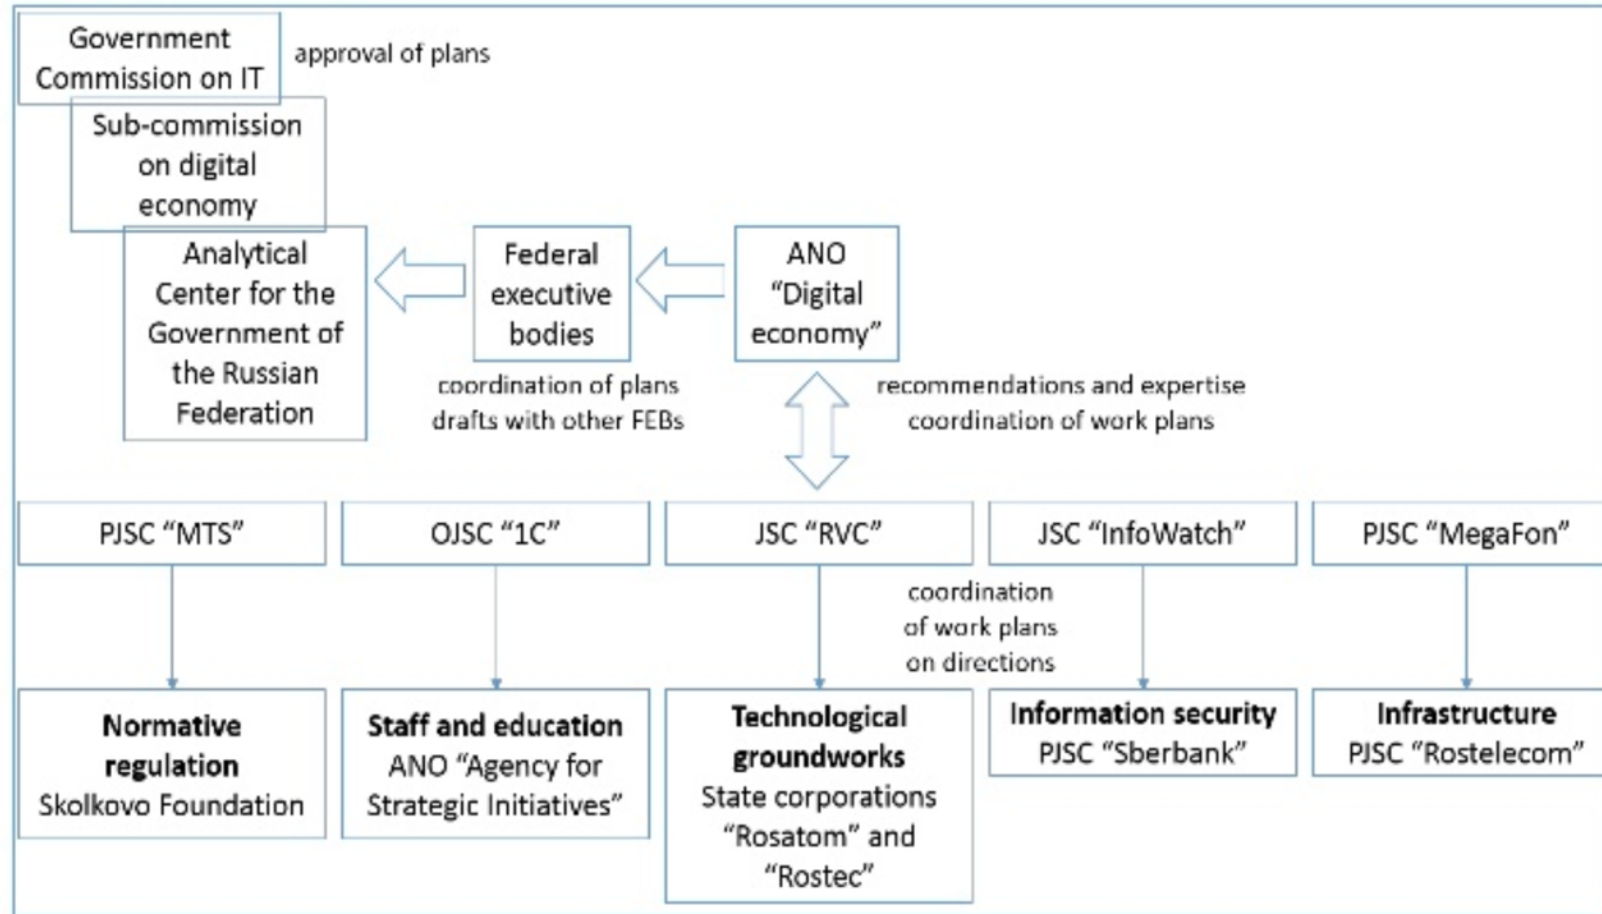 Government
Commission on IT
approval of plans
Sub-commission
on digital
economy
Analytical
Center for the
Government of
the Russian
Federation
Federal
executive
bodies
ANO
“Digital
economy”
coordination of plans
drafts with other FEBs
recommendations and expertise
coordination of work plans
PJSC “MTS”
OJSC “1C”
JSC “RVC”
JSC “InfoWatch”
PJSC “MegaFon”
coordination
of work plans
on directions
Normative
regulation
Skolkovo Foundation
Staff and education
ANO “Agency for
Strategic Initiatives”
Technological
groundworks
State corporations
“Rosatom” and
“Rostec”
Information security
PJSC “Sberbank”
Infrastructure
PJSC “Rostelecom”